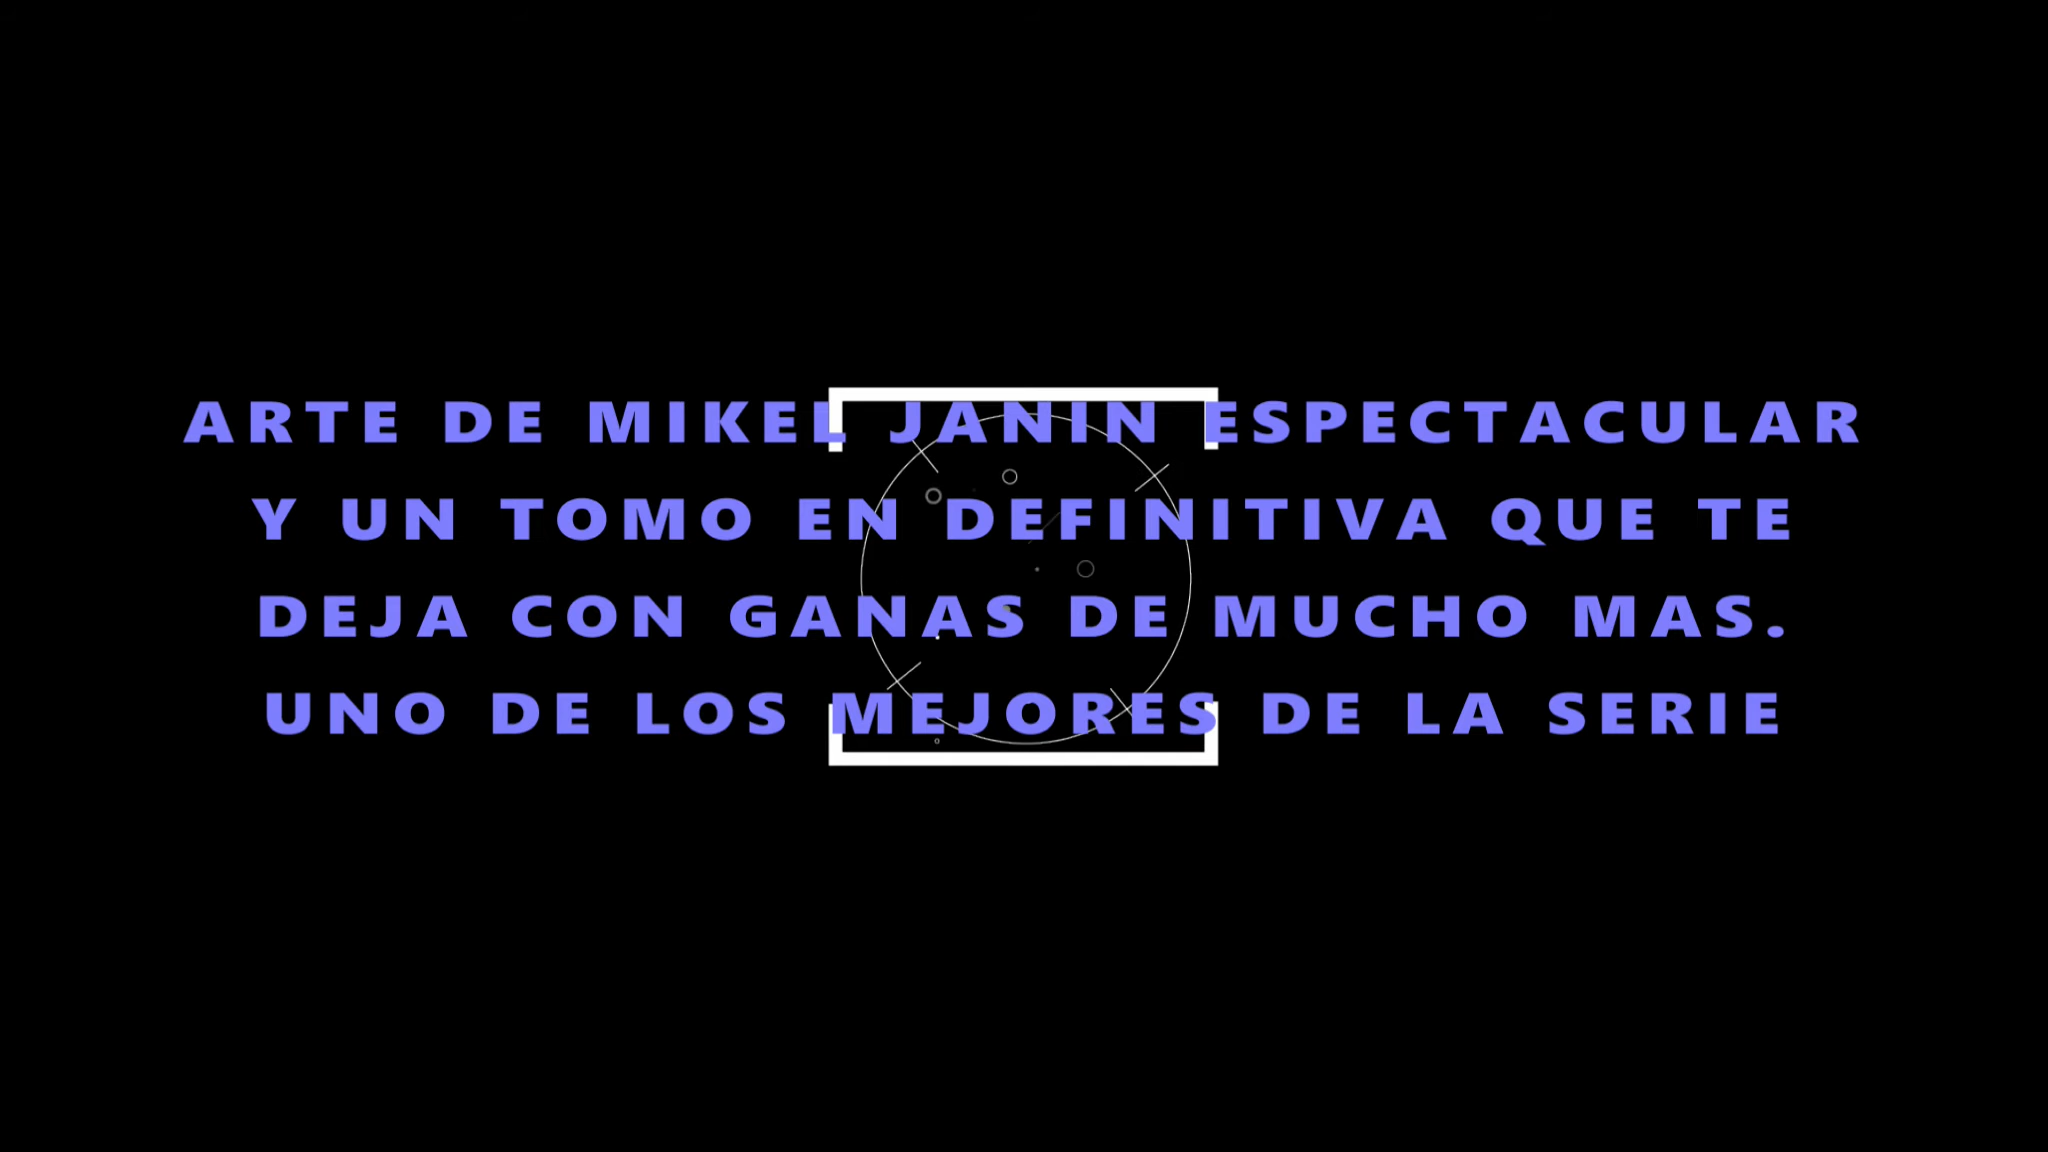 ARTE DE MIKEL JANIN ESPECTACULAR
Y UN TOMO EN DEFINITIVA QUE TE
DEJA CON GANAS DE MUCHO MAS.
UNO DE LOS MEJORES DE LA SERIE